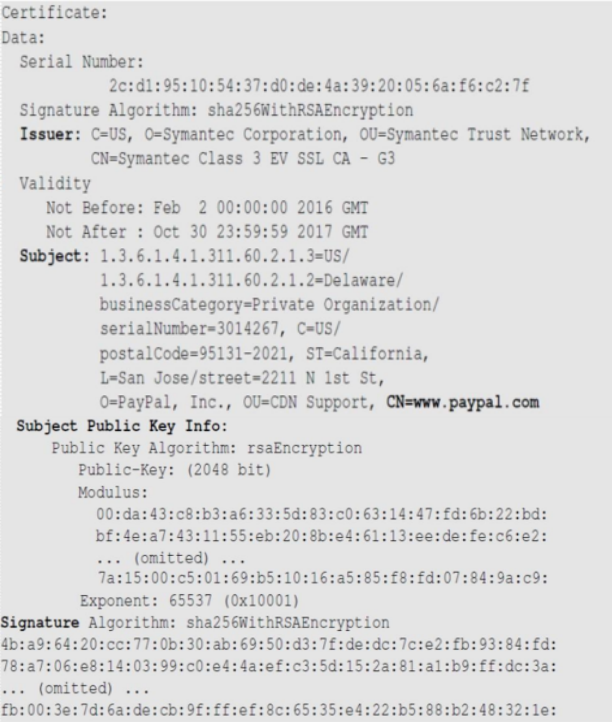 Certificate:
Data:
Serial Number:
2c:d1:95:10:54:37:d0:de:4a:39:20:05:6a:f6:c2:7f
Signature Algorithm: sha256WithRSAEncryption
Issuer: C=US, O=Symantec Corporation, OU=Symantec Trust Network,
CN=Symantec Class 3 EV SSL CA - G3
Validity
Not Before: Feb  2 00:00:00 2016 GMT
Not After : Oct 30 23:59:59 2017 GMT
Subject: 1.3.6.1.4.1.311.60.2.1.3=US/
1.3.6.1.4.1.311.60.2.1.2=Delaware/
businessCategory=Private Organization/
serialNumber=3014267, C=US/
postalCode=95131-2021, ST=California,
L=San Jose/street=2211 N 1st St,
O=PayPal, Inc., OU=CDN Support, CN=www.paypal.com
Subject Public Key Info:
Public Key Algorithm: rsaEncryption
Public-Key: (2048 bit)
Modulus:
00:da:43:c8:b3:a6:33:5d:83:c0:63:14:47:fd:6b:22:bd:
bf:4e:a7:43:11:55:eb:20:8b:e4:61:13:ee:de:fe:c6:e2:
... (omitted) ...
7a:15:00:c5:01:69:b5:10:16:a5:85:f8:fd:07:84:9a:c9:
Exponent: 65537 (0x10001)
Signature Algorithm: sha256WithRSAEncryption
4b:a9:64:20:cc:77:0b:30:ab:69:50:d3:7f:de:dc:7c:e2:fb:93:84:fd:
78:a7:06:e8:14:03:99:c0:e4:4a:ef:c3:5d:15:2a:81:a1:b9:ff:dc:3a:
... (omitted) ...
fb:00:3e:7d:6a:de:cb:9f:ff:ef:8c:65:35:e4:22:b5:88:b2:48:32:1e: